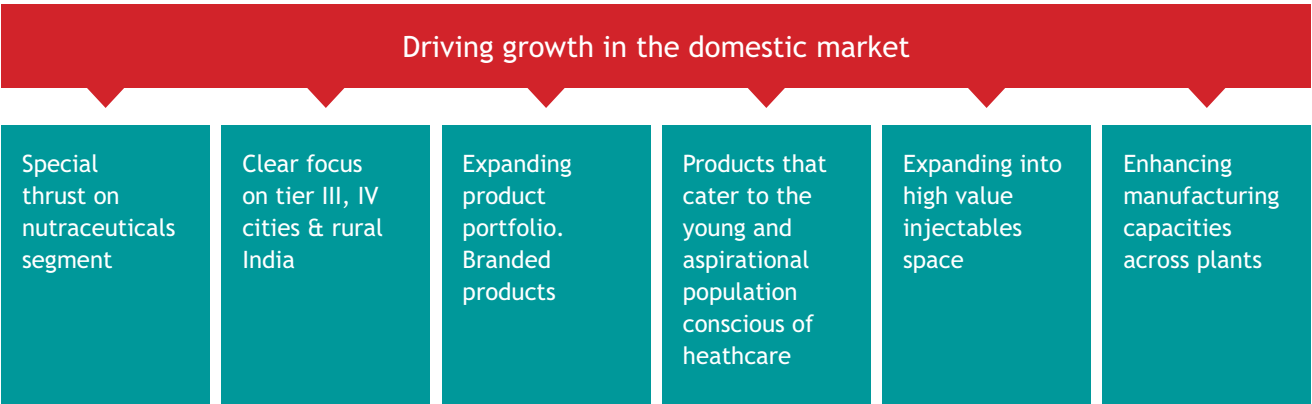 Driving growth in the domestic market
Special
thrust on
nutraceuticals
segment
Clear focus
on tier III, IV
cities & rural
India
Expanding
product
portfolio.
Branded
products
Products that
cater to the
young and
aspirational
population
conscious of
heathcare
Expanding into
high value
injectables
space
Enhancing
manufacturing
capacities
across plants